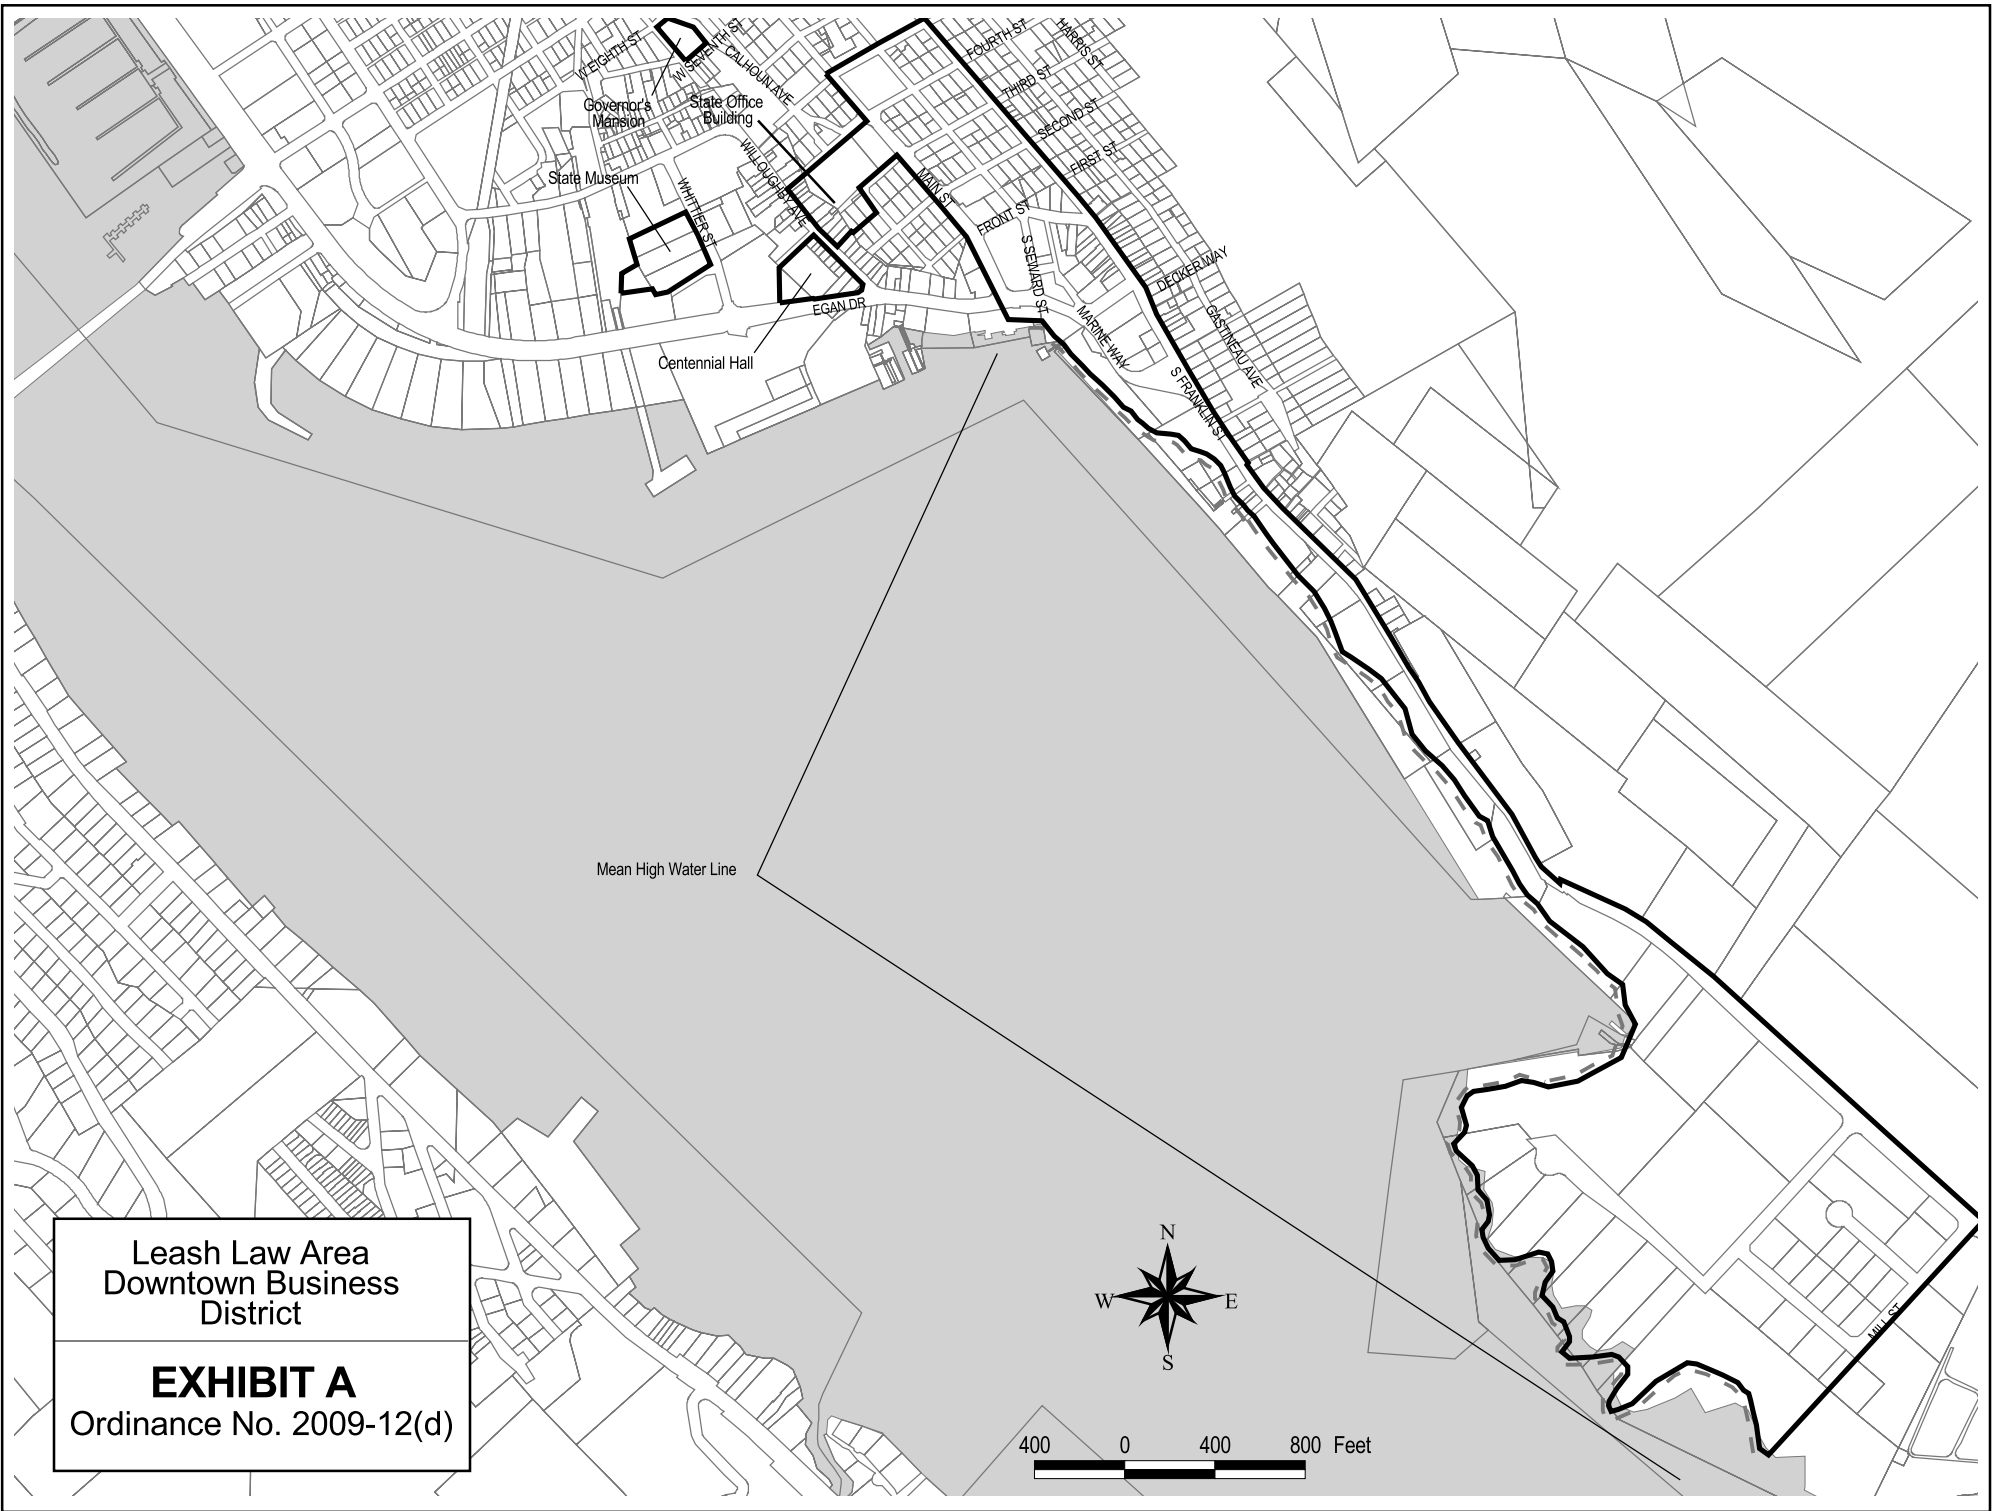 W EIGHTH ST
W SEVENTH ST
CALHOUN AVE
FOURTH ST
HARRIS ST
THIRD ST
SECOND ST
FIRST ST
Governor's
Mansion
State Office
Building
WILLOUGHBY AVE
State Museum
WHITTIER ST
MAIN ST
FRONT ST
S SEWARD ST
DECKER WAY
EGAN DR
MARINE WAY
GASTINEAU AVE
Centennial Hall
S FRANKLIN ST
Mean High Water Line
MILL ST
Leash Law Area
Downtown Business
District
EXHIBIT A
Ordinance No. 2009-12(d)
N
W E
S
400 0 400 800 Feet